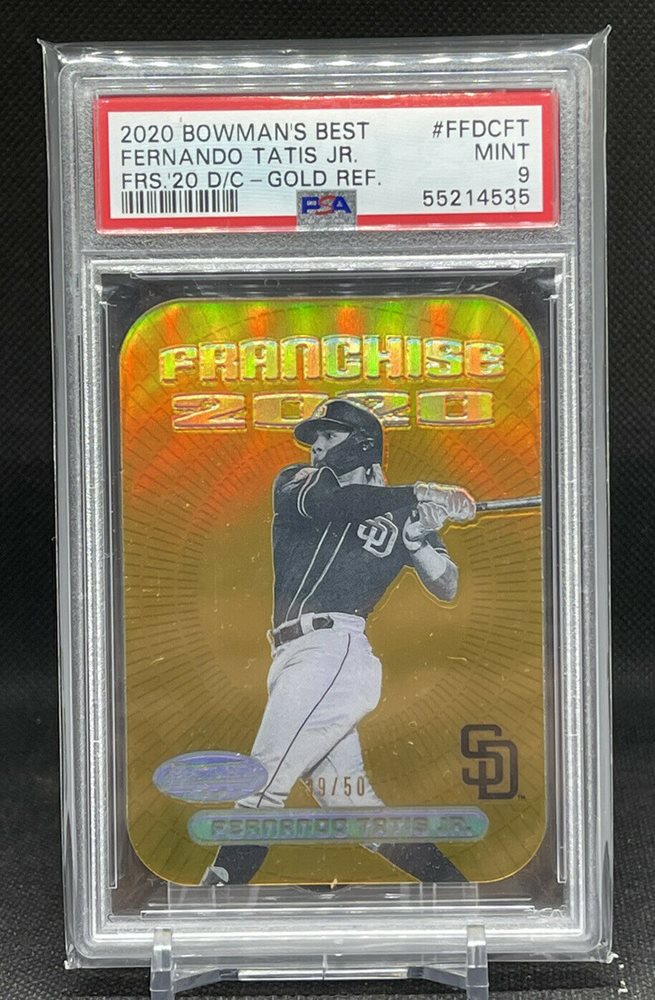 2020 BOWMAN'S BEST #FFDCFT
FERNANDO TATIS JR. MINT
FRS.'20 D/C - GOLD REF. 9
PSA 55214535
FRANCHISE
2020
SD
SD
39/50
FERNANDO TATIS JR.